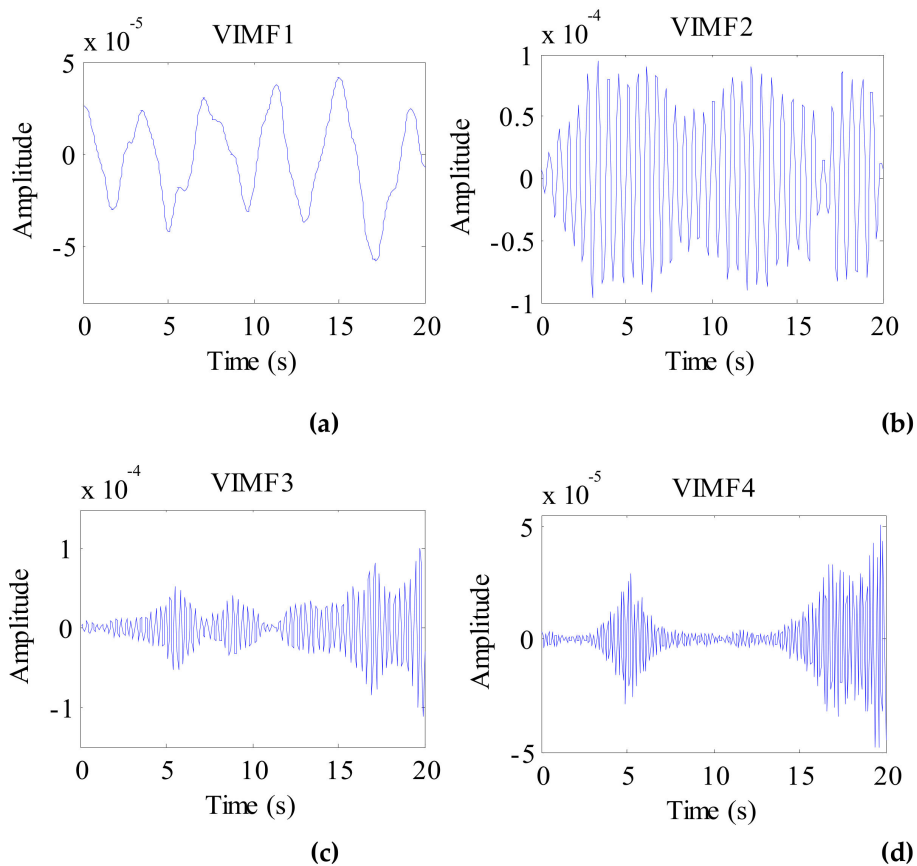 x 10-5
VIMF1
5
0
-5
Amplitude
0 5 10 15 20
Time (s)
(a)
x 10-4
VIMF2
1
0.5
0
-0.5
-1
Amplitude
0 5 10 15 20
Time (s)
(b)
x 10-4
VIMF3
1
0
-1
Amplitude
0 5 10 15 20
Time (s)
(c)
x 10-5
VIMF4
5
0
-5
Amplitude
0 5 10 15 20
Time (s)
(d)